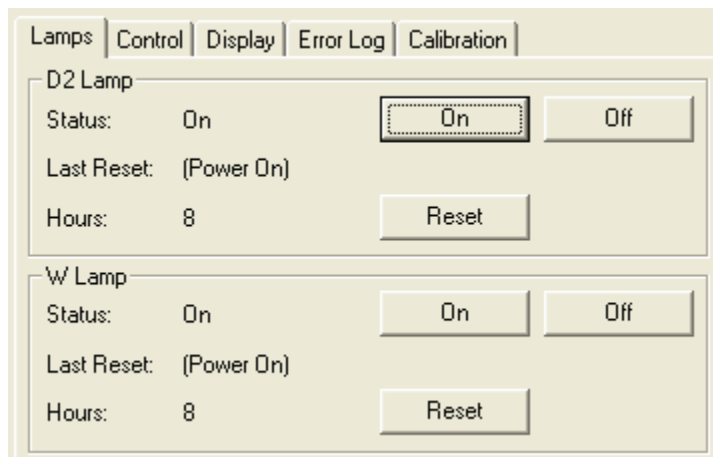 Lamps Control Display Error Log Calibration
D2 Lamp
Status: On On Off
Last Reset: (Power On)
Hours: 8 Reset
W Lamp
Status: On On Off
Last Reset: (Power On)
Hours: 8 Reset